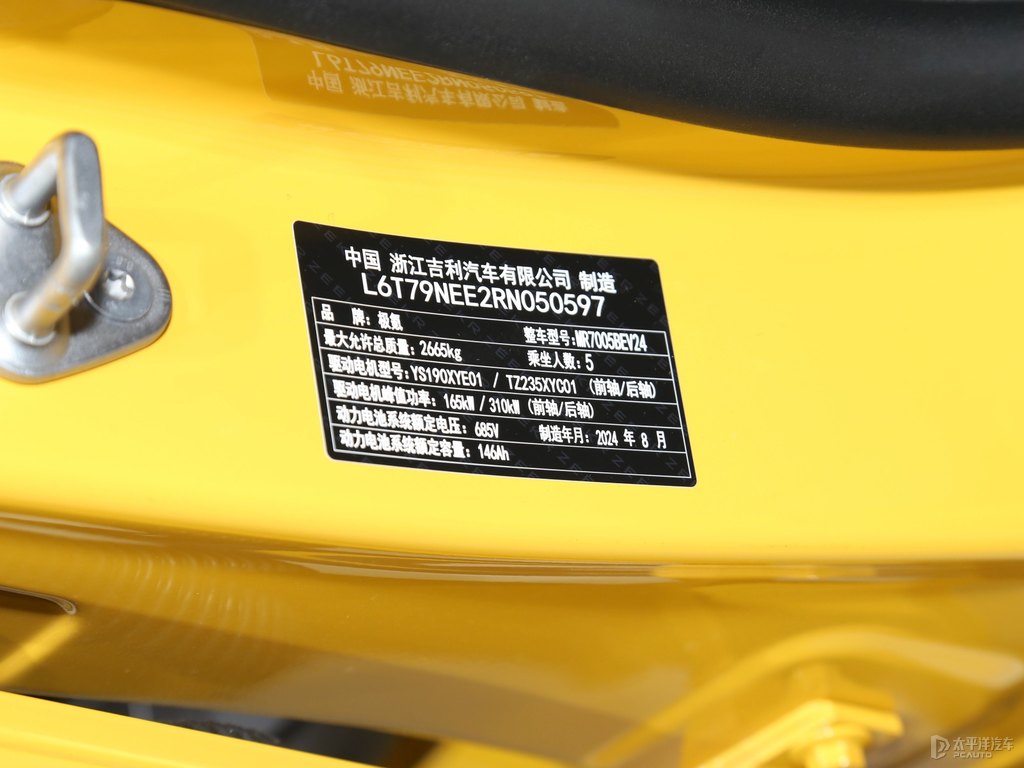 中国 浙江吉利汽车有限公司 制造
L6T79NEE2RN050597
品 牌：极氪 整车型号：MR7005BEV24
最大允许总质量：2665kg 乘坐人数：5
驱动电机型号：YS190XYE01 / TZ235XYC01 （前轴/后轴）
驱动电机峰值功率：165kW / 310kW （前轴/后轴）
动力电池系统额定电压：685V 制造年月：2024 年 8 月
动力电池系统额定容量：146Ah
太平洋汽车
PCAUTO